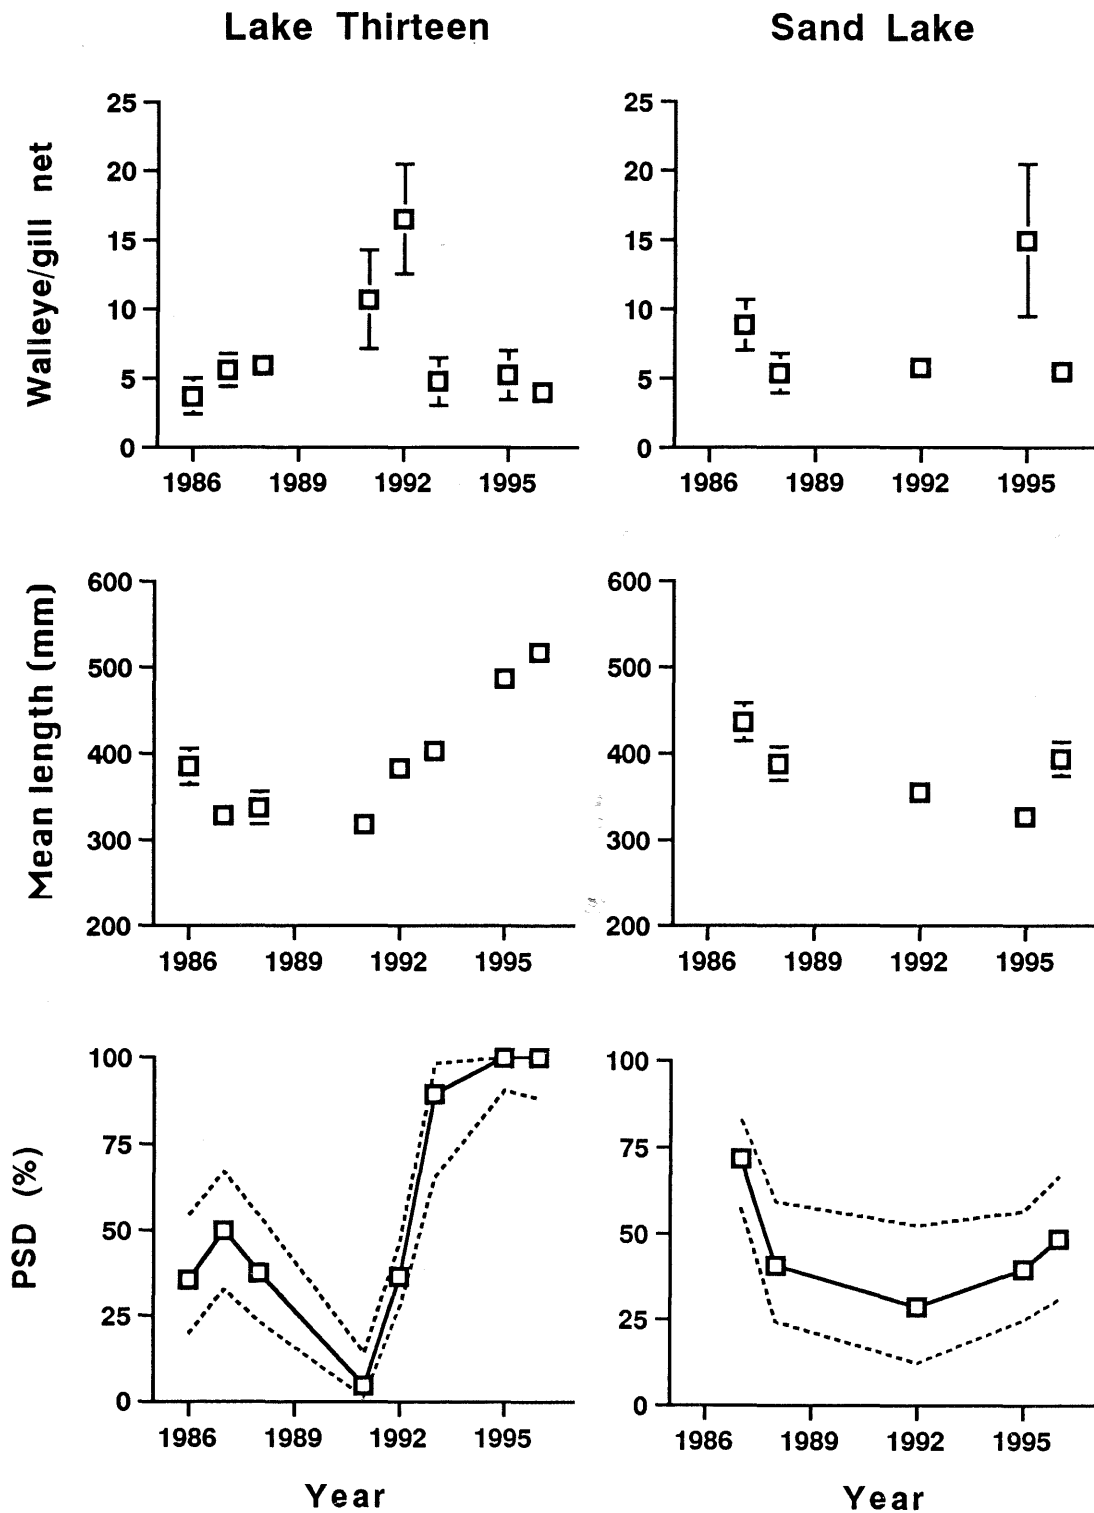 Lake Thirteen
Sand Lake
Walleye/gill net
25
20
15
10
5
0
1986 1989 1992 1995
25
20
15
10
5
0
1986 1989 1992 1995
Mean length (mm)
600
500
400
300
200
1986 1989 1992 1995
600
500
400
300
200
1986 1989 1992 1995
PSD (%)
100
75
50
25
0
1986 1989 1992 1995
Year
100
75
50
25
0
1986 1989 1992 1995
Year